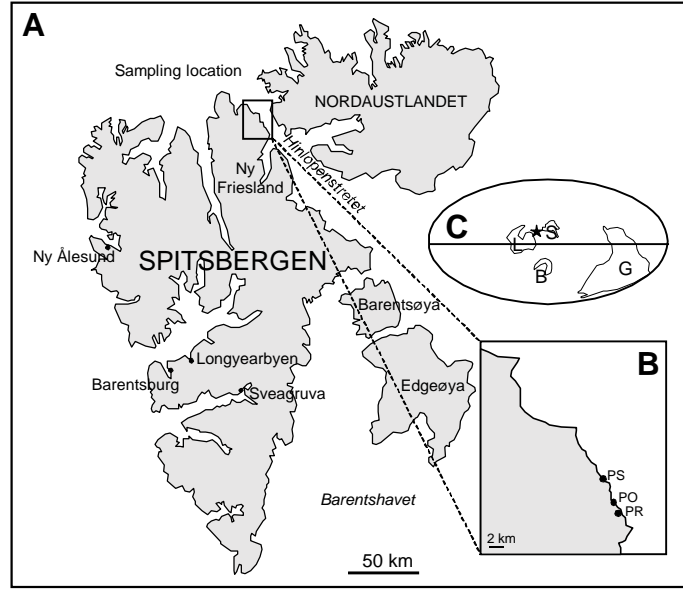 A
Sampling location
NORDAUSTLANDET
Hinlopenstretet
Ny
Friesland
C
L
S
B
G
Ny Ålesund
SPITSBERGEN
Barentsøya
Longyearbyen
Barentsburg
Sveagruva
Edgeøya
B
PS
PO
PR
2 km
Barentshavet
50 km